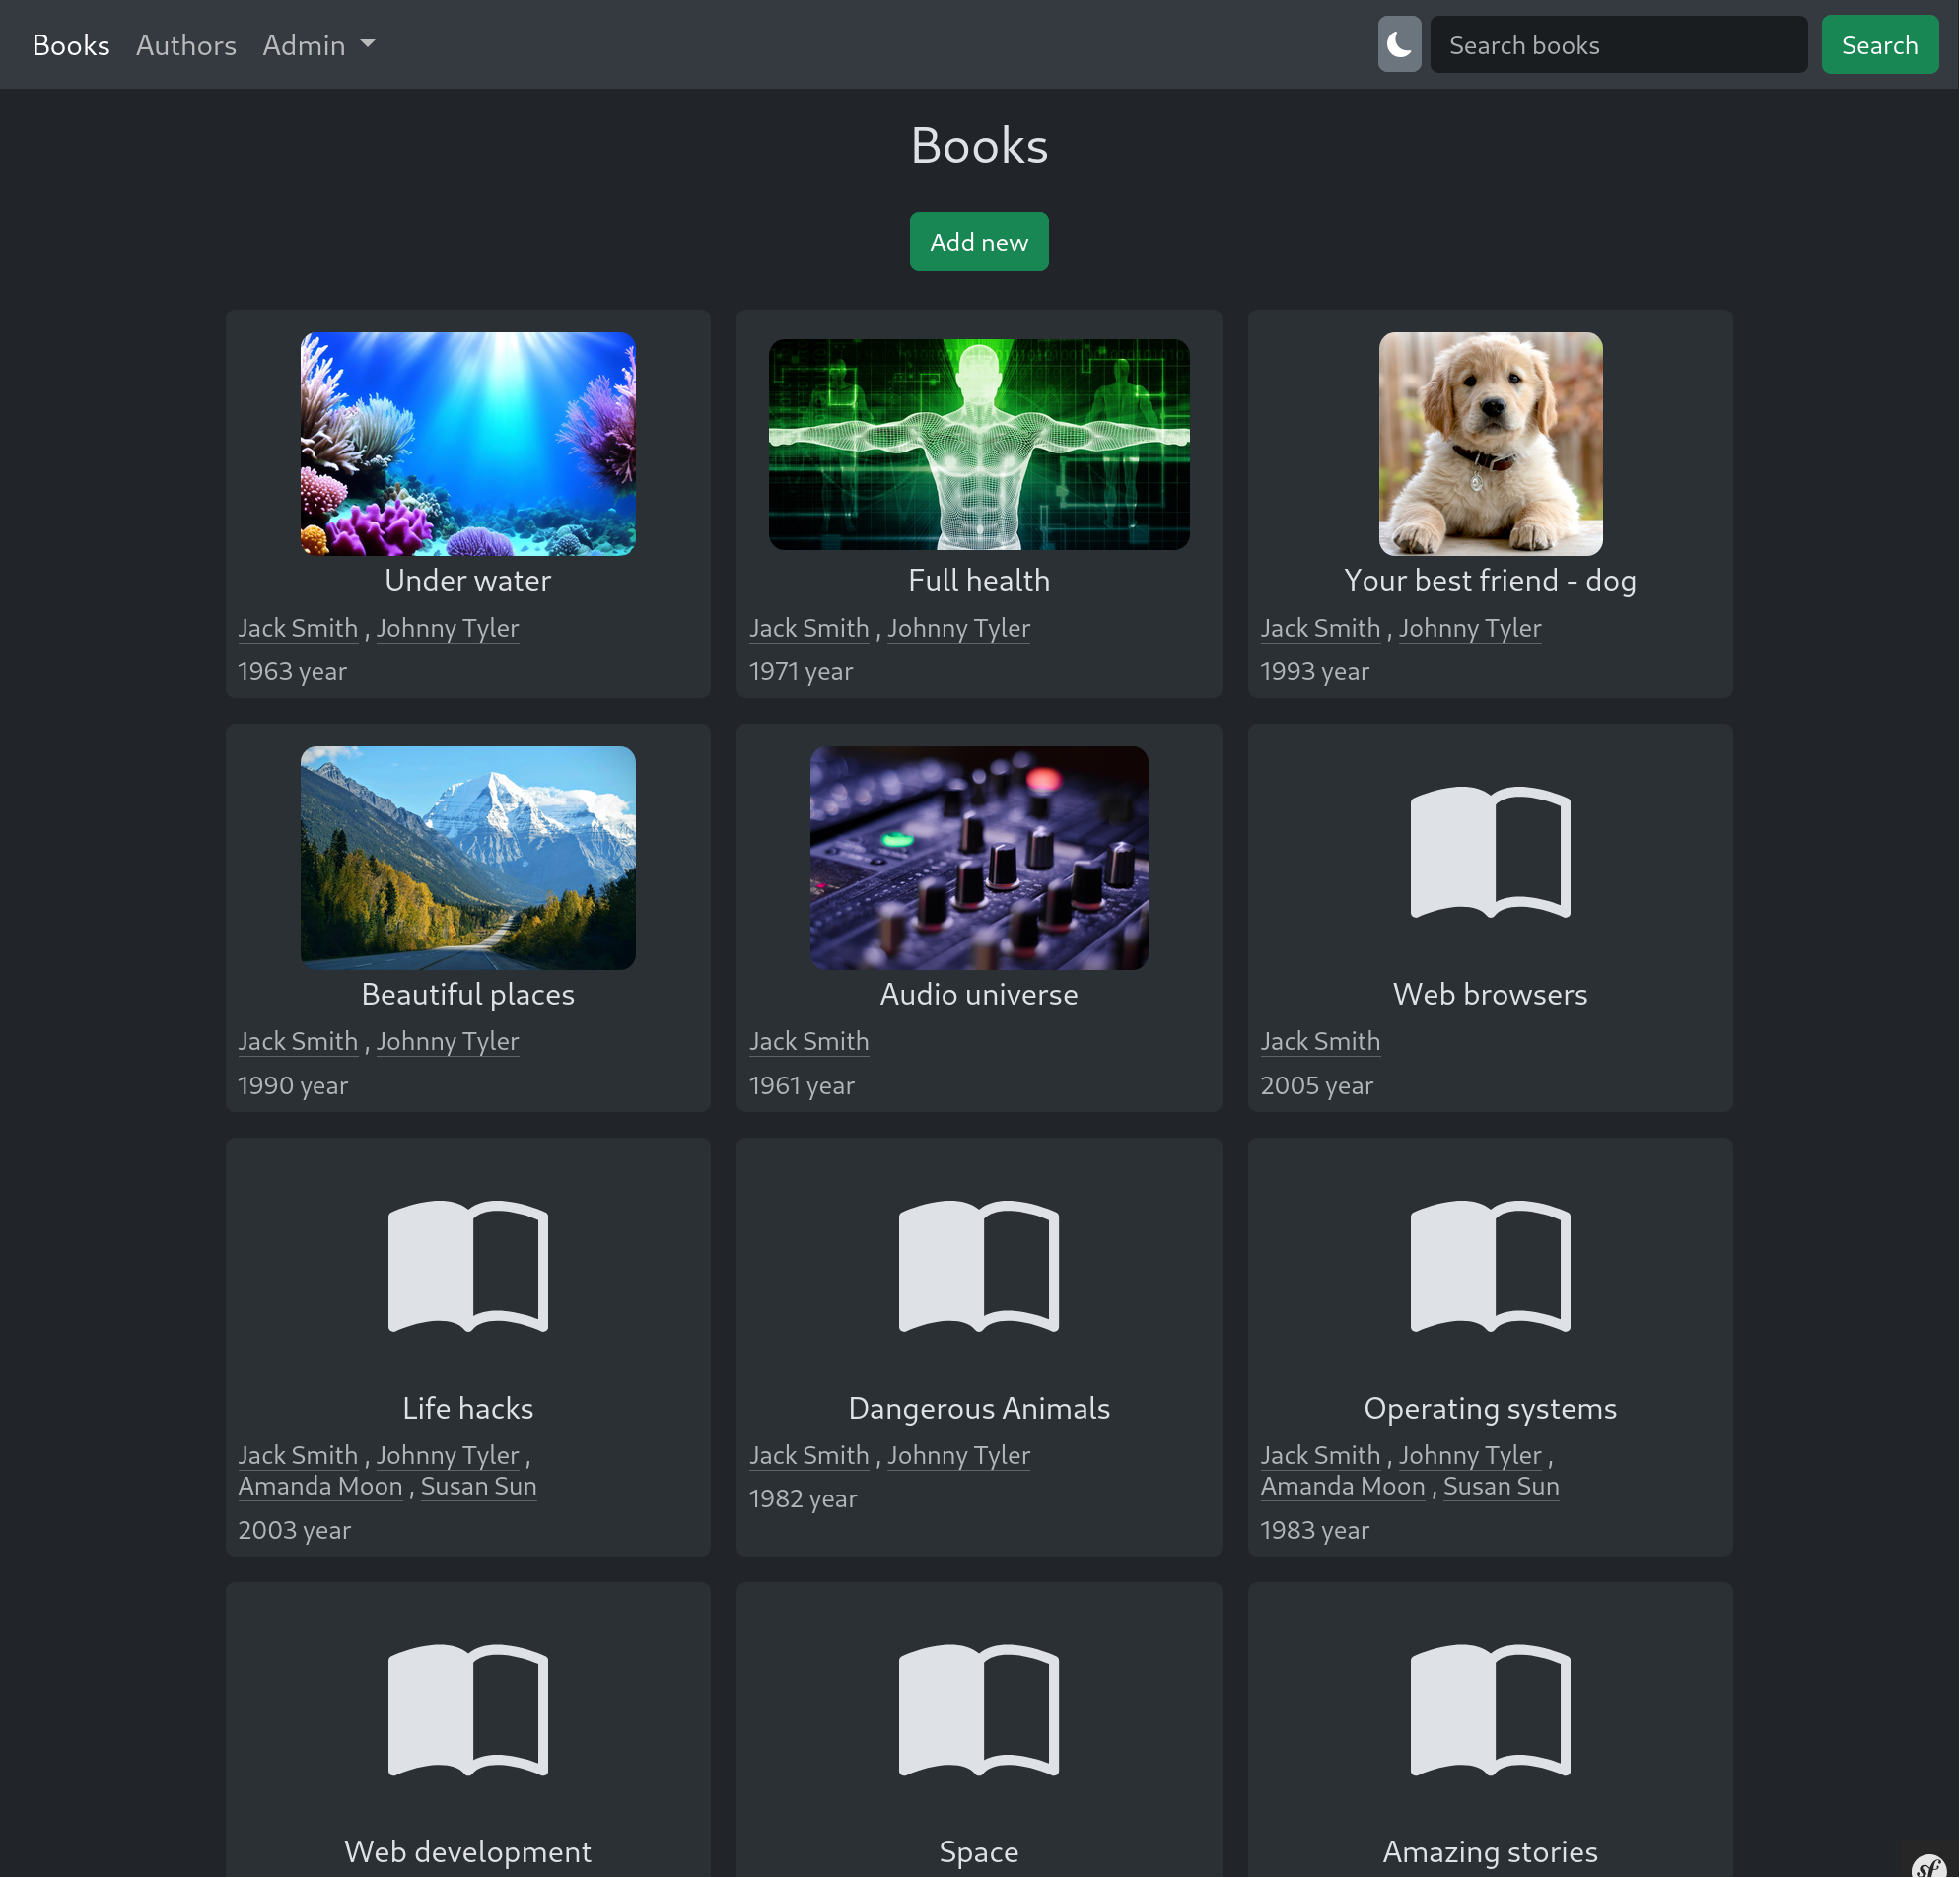 Books Authors Admin Search books Search
Books
Add new
Under water
Jack Smith , Johnny Tyler
1963 year
Full health
Jack Smith , Johnny Tyler
1971 year
Your best friend - dog
Jack Smith , Johnny Tyler
1993 year
Beautiful places
Jack Smith , Johnny Tyler
1990 year
Audio universe
Jack Smith
1961 year
Web browsers
Jack Smith
2005 year
Life hacks
Jack Smith , Johnny Tyler ,
Amanda Moon , Susan Sun
2003 year
Dangerous Animals
Jack Smith , Johnny Tyler
1982 year
Operating systems
Jack Smith , Johnny Tyler ,
Amanda Moon , Susan Sun
1983 year
Web development
Space
Amazing stories
sf